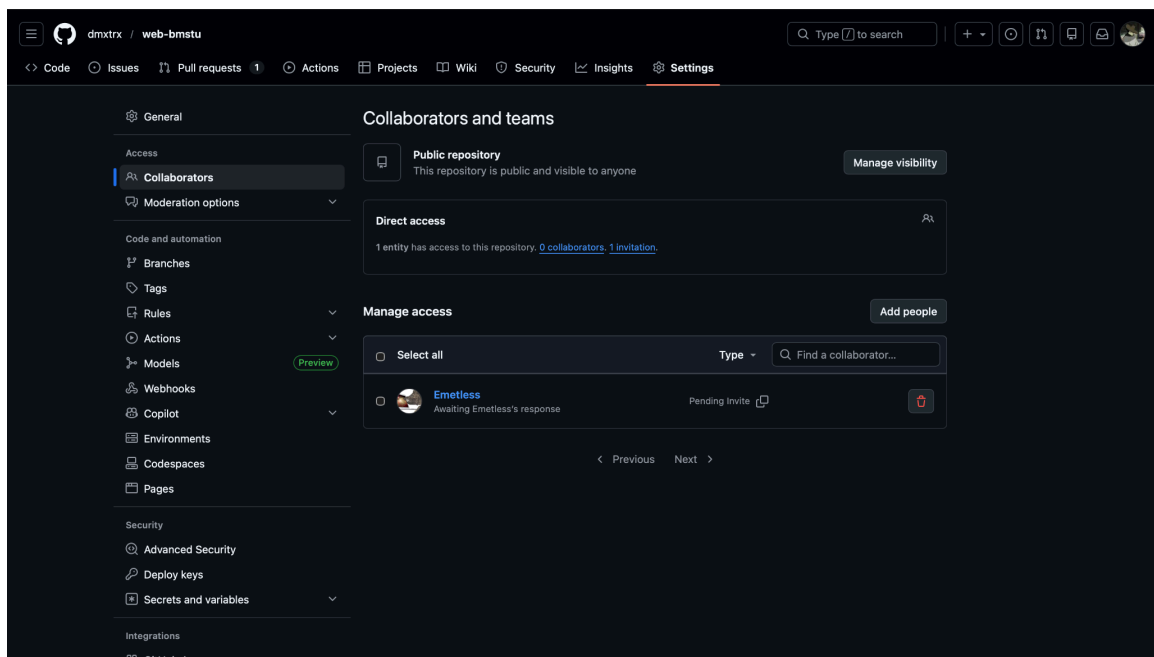 dmxtrx / web-bmstu
Type / to search
Code Issues Pull requests 1 Actions Projects Wiki Security Insights Settings
General
Access
Collaborators
Moderation options
Code and automation
Branches
Tags
Rules
Actions
Models Preview
Webhooks
Copilot
Environments
Codespaces
Pages
Security
Advanced Security
Deploy keys
Secrets and variables
Integrations
Collaborators and teams
Public repository
This repository is public and visible to anyone
Manage visibility
Direct access
1 entity has access to this repository. 0 collaborators. 1 invitation.
Manage access
Add people
Select all
Type
Find a collaborator...
Emetless
Awaiting Emetless's response
Pending Invite
Previous Next